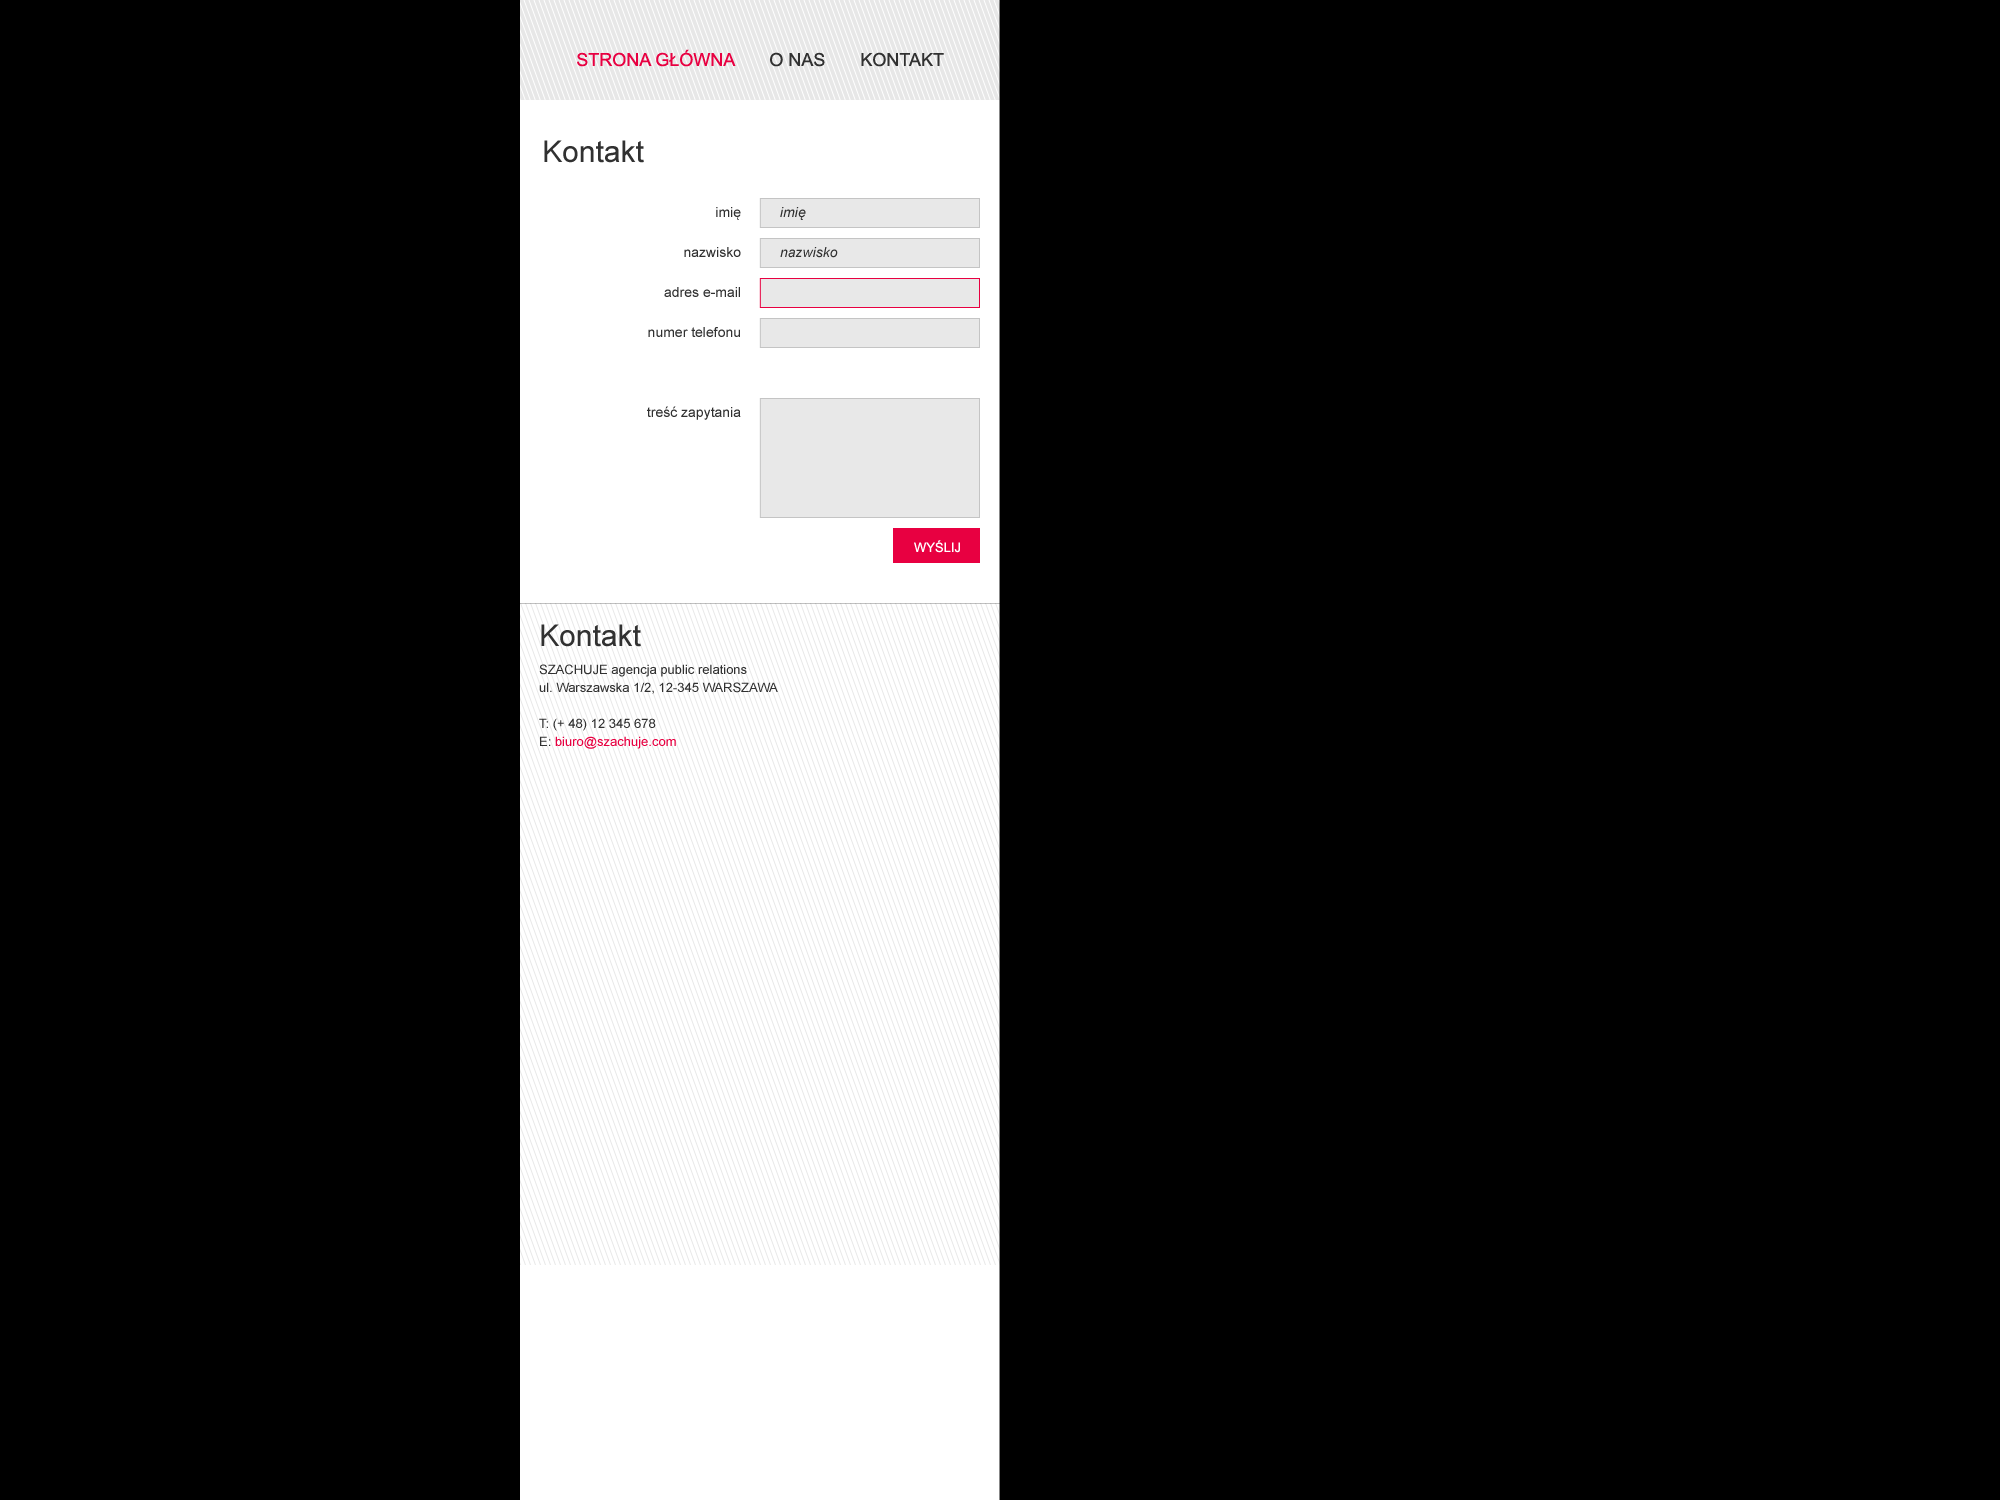 STRONA GŁÓWNA O NAS KONTAKT
Kontakt
imię imię
nazwisko nazwisko
adres e-mail
numer telefonu
treść zapytania
WYŚLIJ
Kontakt
SZACHUJE agencja public relations
ul. Warszawska 1/2, 12-345 WARSZAWA
T: (+ 48) 12 345 678
E: biuro@szachuje.com